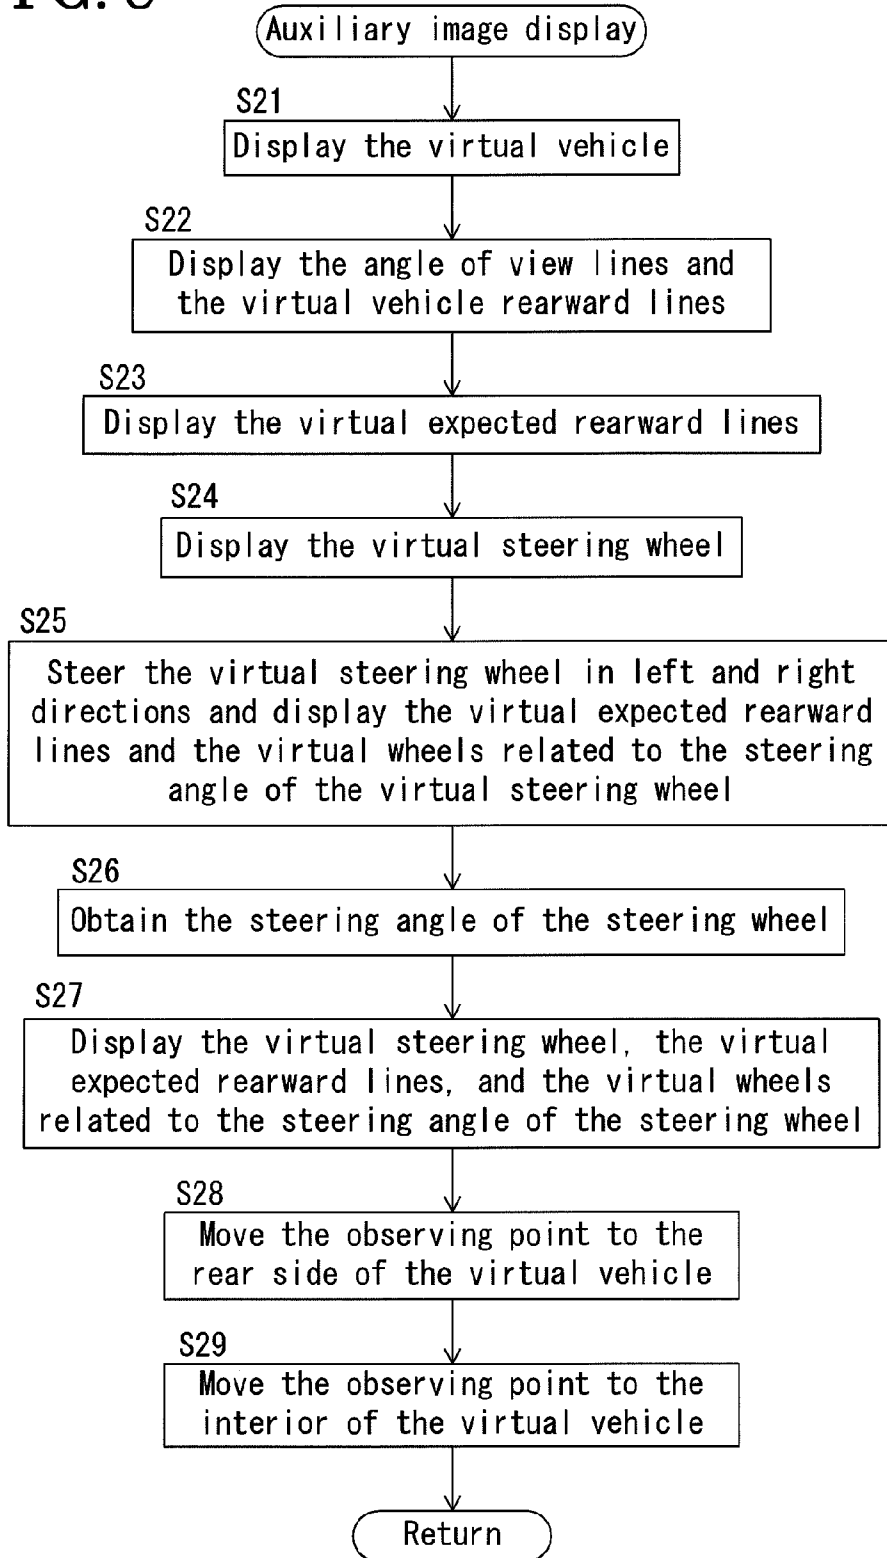 Auxiliary image display
S21
Display the virtual vehicle
S22
Display the angle of view lines and
the virtual vehicle rearward lines
S23
Display the virtual expected rearward lines
S24
Display the virtual steering wheel
S25
Steer the virtual steering wheel in left and right
directions and display the virtual expected rearward
lines and the virtual wheels related to the steering
angle of the virtual steering wheel
S26
Obtain the steering angle of the steering wheel
S27
Display the virtual steering wheel, the virtual
expected rearward lines, and the virtual wheels
related to the steering angle of the steering wheel
S28
Move the observing point to the
rear side of the virtual vehicle
S29
Move the observing point to the
interior of the virtual vehicle
Return